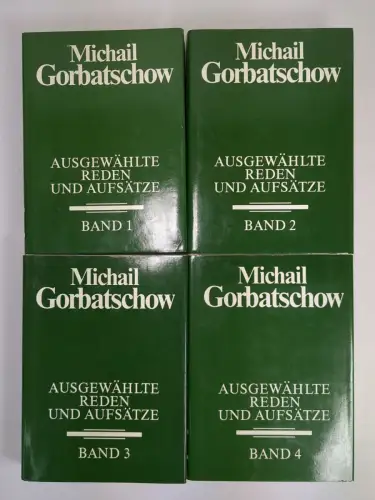 Michail
Gorbatschow
AUSGEWÄHLTE
REDEN
UND AUFSÄTZE
BAND 1
Michail
Gorbatschow
AUSGEWÄHLTE
REDEN
UND AUFSÄTZE
BAND 2
Michail
Gorbatschow
AUSGEWÄHLTE
REDEN
UND AUFSÄTZE
BAND 3
Michail
Gorbatschow
AUSGEWÄHLTE
REDEN
UND AUFSÄTZE
BAND 4